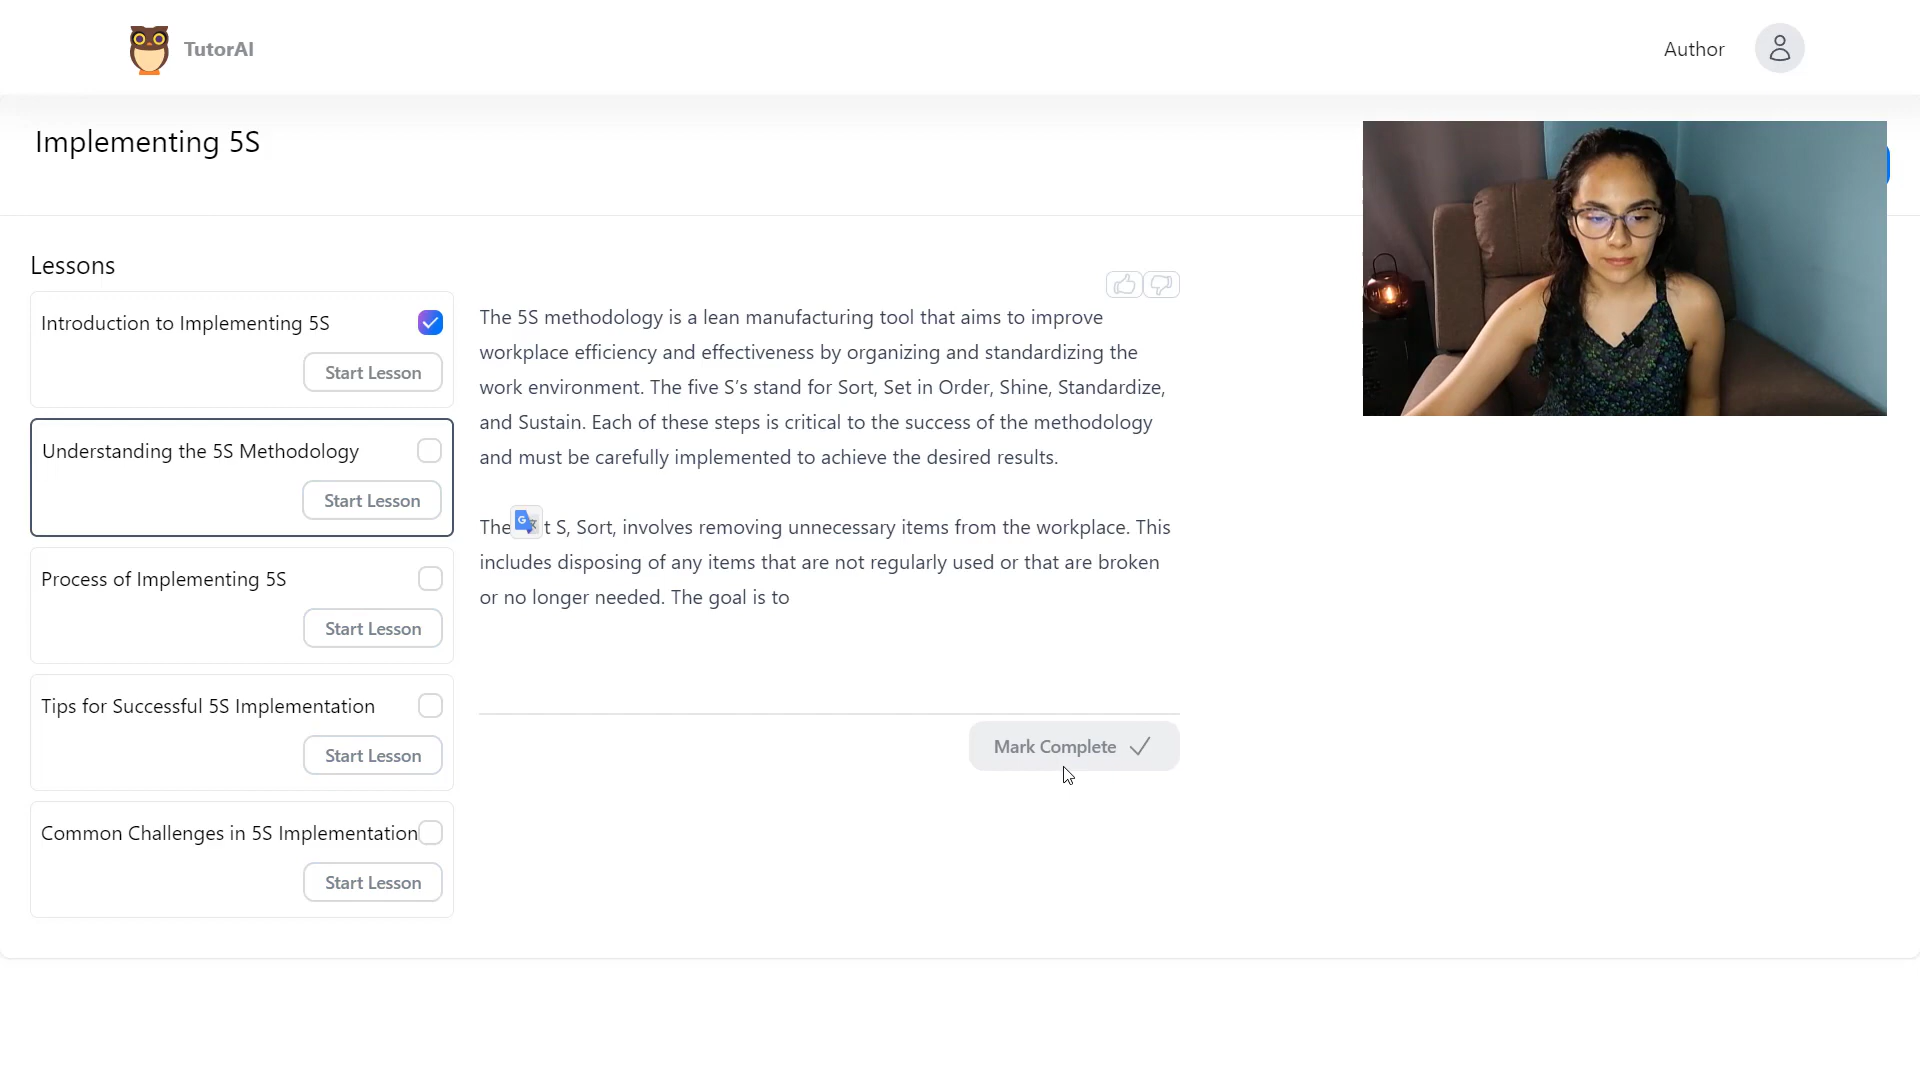 TutorAI
Author
Implementing 5S
Lessons
Introduction to Implementing 5S
Start Lesson
Understanding the 5S Methodology
Start Lesson
Process of Implementing 5S
Start Lesson
Tips for Successful 5S Implementation
Start Lesson
Common Challenges in 5S Implementation
Start Lesson
The 5S methodology is a lean manufacturing tool that aims to improve
workplace efficiency and effectiveness by organizing and standardizing the
work environment. The five S’s stand for Sort, Set in Order, Shine, Standardize,
and Sustain. Each of these steps is critical to the success of the methodology
and must be carefully implemented to achieve the desired results.
The t S, Sort, involves removing unnecessary items from the workplace. This
includes disposing of any items that are not regularly used or that are broken
or no longer needed. The goal is to
Mark Complete